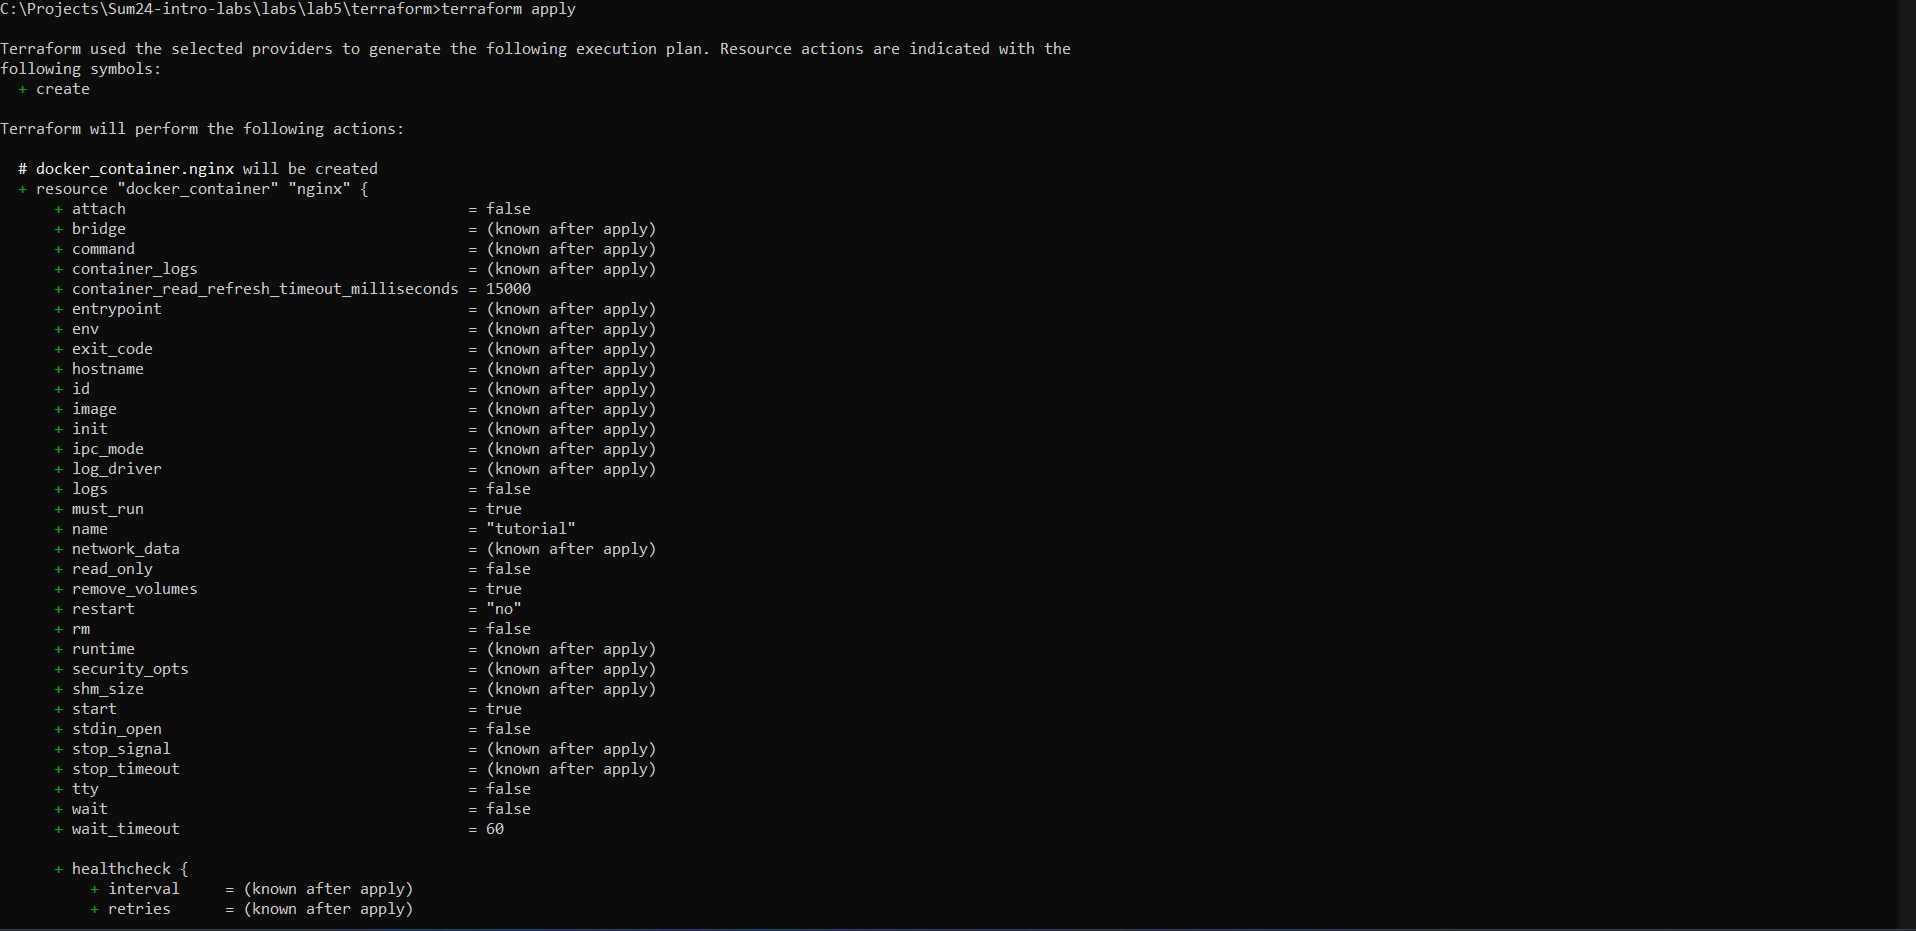 C:\Projects\Sum24-intro-labs\labs\lab5\terraform>terraform apply
Terraform used the selected providers to generate the following execution plan. Resource actions are indicated with the
following symbols:
  + create
Terraform will perform the following actions:
  # docker_container.nginx will be created
  + resource "docker_container" "nginx" {
      + attach                                      = false
      + bridge                                      = (known after apply)
      + command                                     = (known after apply)
      + container_logs                              = (known after apply)
      + container_read_refresh_timeout_milliseconds = 15000
      + entrypoint                                  = (known after apply)
      + env                                         = (known after apply)
      + exit_code                                   = (known after apply)
      + hostname                                    = (known after apply)
      + id                                          = (known after apply)
      + image                                       = (known after apply)
      + init                                        = (known after apply)
      + ipc_mode                                    = (known after apply)
      + log_driver                                  = (known after apply)
      + logs                                        = false
      + must_run                                    = true
      + name                                        = "tutorial"
      + network_data                                = (known after apply)
      + read_only                                   = false
      + remove_volumes                              = true
      + restart                                     = "no"
      + rm                                          = false
      + runtime                                     = (known after apply)
      + security_opts                               = (known after apply)
      + shm_size                                    = (known after apply)
      + start                                       = true
      + stdin_open                                  = false
      + stop_signal                                 = (known after apply)
      + stop_timeout                                = (known after apply)
      + tty                                         = false
      + wait                                        = false
      + wait_timeout                                = 60
      + healthcheck {
          + interval     = (known after apply)
          + retries      = (known after apply)